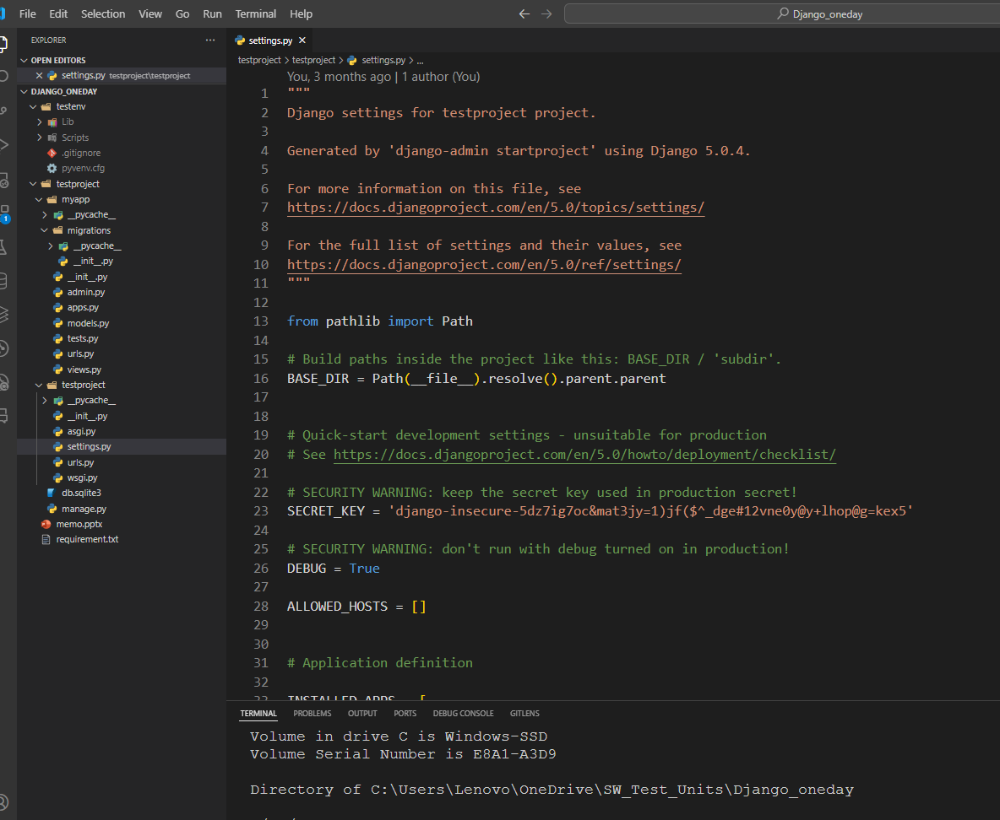 File Edit Selection View Go Run Terminal Help
Django_oneday
EXPLORER
OPEN EDITORS
settings.py testproject\testproject
DJANGO_ONEDAY
testenv
Lib
Scripts
.gitignore
pyvenv.cfg
testproject
myapp
__pycache__
migrations
__pycache__
__init__.py
__init__.py
admin.py
apps.py
models.py
tests.py
urls.py
views.py
testproject
__pycache__
__init__.py
asgi.py
settings.py
urls.py
wsgi.py
db.sqlite3
manage.py
memo.pptx
requirement.txt
1
settings.py
testproject > testproject > settings.py > ...
You, 3 months ago | 1 author (You)
1 """
2 Django settings for testproject project.
3
4 Generated by 'django-admin startproject' using Django 5.0.4.
5
6 For more information on this file, see
7 https://docs.djangoproject.com/en/5.0/topics/settings/
8
9 For the full list of settings and their values, see
10 https://docs.djangoproject.com/en/5.0/ref/settings/
11 """
12
13 from pathlib import Path
14
15 # Build paths inside the project like this: BASE_DIR / 'subdir'.
16 BASE_DIR = Path(__file__).resolve().parent.parent
17
18
19 # Quick-start development settings - unsuitable for production
20 # See https://docs.djangoproject.com/en/5.0/howto/deployment/checklist/
21
22 # SECURITY WARNING: keep the secret key used in production secret!
23 SECRET_KEY = 'django-insecure-5dz7ig7oc&mat3jy=1)jf($^_dge#12vne0y@y+lhop@g=kex5'
24
25 # SECURITY WARNING: don't run with debug turned on in production!
26 DEBUG = True
27
28 ALLOWED_HOSTS = []
29
30
31 # Application definition
32
33 INSTALLED_APPS = [
TERMINAL PROBLEMS OUTPUT PORTS DEBUG CONSOLE GITLENS
Volume in drive C is Windows-SSD
Volume Serial Number is E8A1-A3D9
Directory of C:\Users\Lenovo\OneDrive\SW_Test_Units\Django_oneday